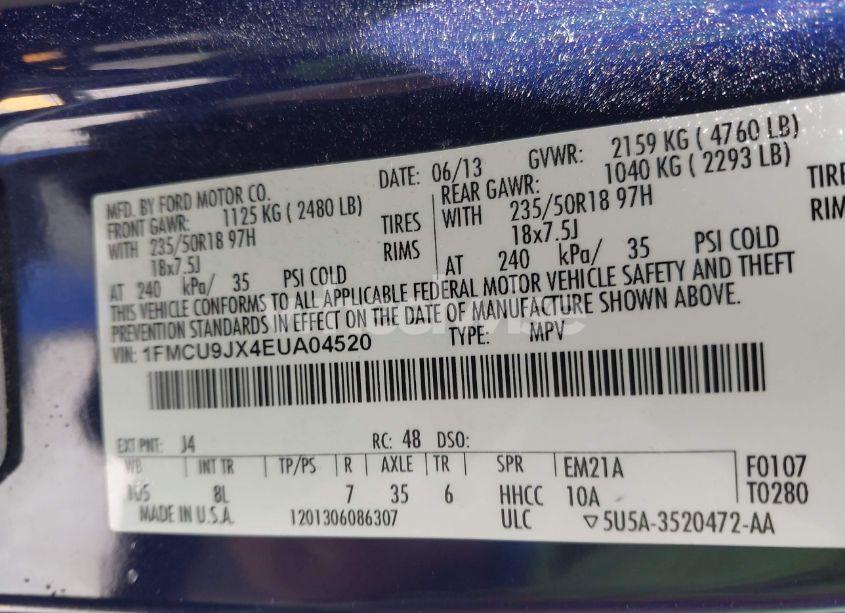 MFD. BY FORD MOTOR CO. DATE: 06/13 GVWR: 2159 KG ( 4760 LB)
FRONT GAWR: 1125 KG ( 2480 LB) REAR GAWR: 1040 KG ( 2293 LB)
WITH 235/50R18 97H TIRES WITH 235/50R18 97H TIRE
18x7.5J RIMS 18x7.5J RIM
AT 240 kPa/ 35 PSI COLD AT 240 kPa/ 35 PSI COLD
THIS VEHICLE CONFORMS TO ALL APPLICABLE FEDERAL MOTOR VEHICLE SAFETY AND THEFT
PREVENTION STANDARDS IN EFFECT ON THE DATE OF MANUFACTURE SHOWN ABOVE.
VIN: 1FMCU9JX4EUA04520 TYPE: MPV
EXT PNT: J4 RC: 48 DSO:
WB INT TR TP/PS R AXLE TR SPR EM21A F0107
105 8L 7 35 6 HHCC 10A T0280
MADE IN U.S.A. 1201306086307 ULC ▽5U5A-3520472-AA